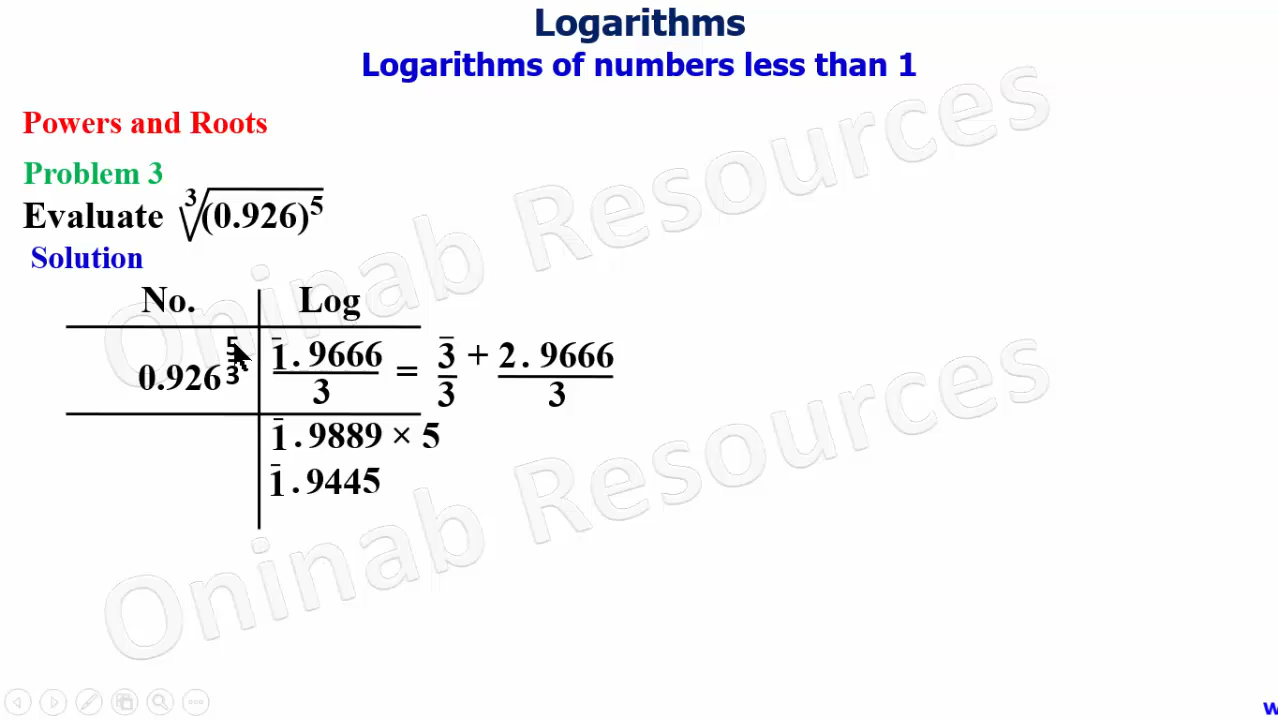 Logarithms
Logarithms of numbers less than 1
Powers and Roots
Problem 3
Evaluate ∛(0.926)⁵
Solution
No. Log
0.926^(5/3) 1̄.9666/3 = 3̄/3 + 2.9666/3
1̄.9889 × 5
1̄.9445
Oninab Resources
Oninab Resources
w